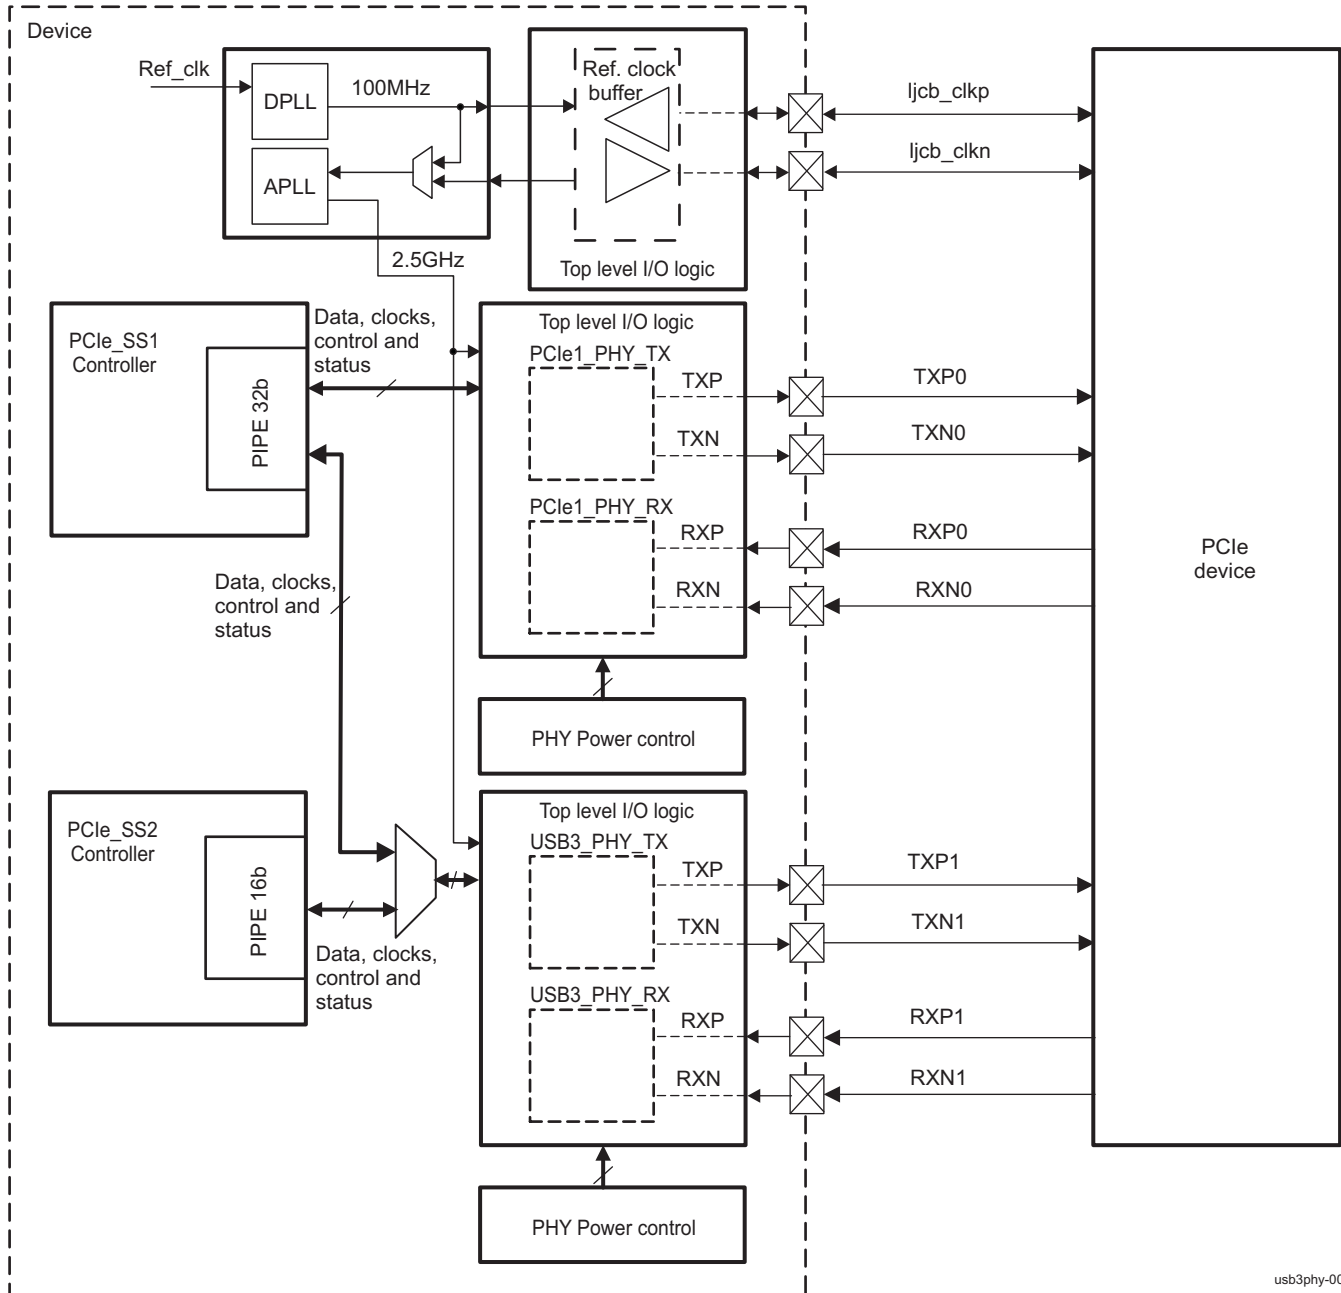 Device
Ref_clk
DPLL
100MHz
APLL
2.5GHz
Ref. clock
buffer
Top level I/O logic
ljcb_clkp
ljcb_clkn
PCIe_SS1
Controller
PIPE 32b
Data, clocks,
control and
status
Top level I/O logic
PCIe1_PHY_TX
TXP
TXN
PCIe1_PHY_RX
RXP
RXN
TXP0
TXN0
RXP0
RXN0
PCIe
device
Data, clocks,
control and
status
PHY Power control
PCIe_SS2
Controller
PIPE 16b
Data, clocks,
control and
status
Top level I/O logic
USB3_PHY_TX
TXP
TXN
USB3_PHY_RX
RXP
RXN
TXP1
TXN1
RXP1
RXN1
PHY Power control
usb3phy-00